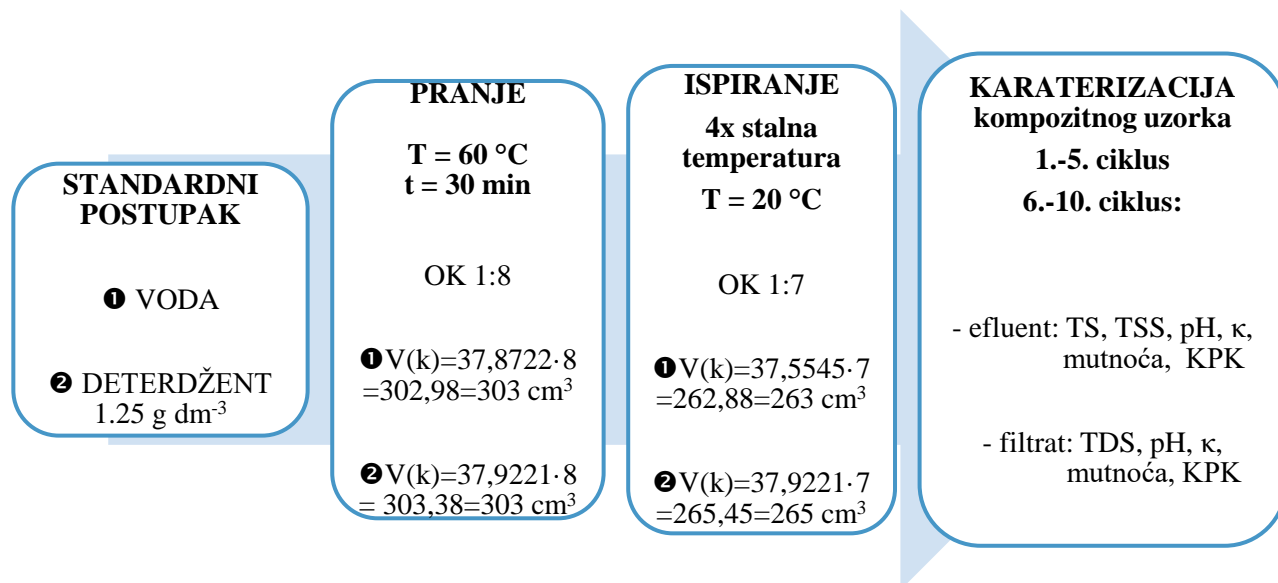 STANDARDNI
POSTUPAK
❶ VODA
❷ DETERDŽENT
1.25 g dm⁻³
PRANJE
T = 60 °C
t = 30 min
OK 1:8
❶V(k)=37,8722·8
=302,98=303 cm³
❷V(k)=37,9221·8
= 303,38=303 cm³
ISPIRANJE
4x stalna
temperatura
T = 20 °C
OK 1:7
❶V(k)=37,5545·7
=262,88=263 cm³
❷V(k)=37,9221·7
=265,45=265 cm³
KARATERIZACIJA
kompozitnog uzorka
1.-5. ciklus
6.-10. ciklus:
- efluent: TS, TSS, pH, κ,
mutnoća, KPK
- filtrat: TDS, pH, κ,
mutnoća, KPK